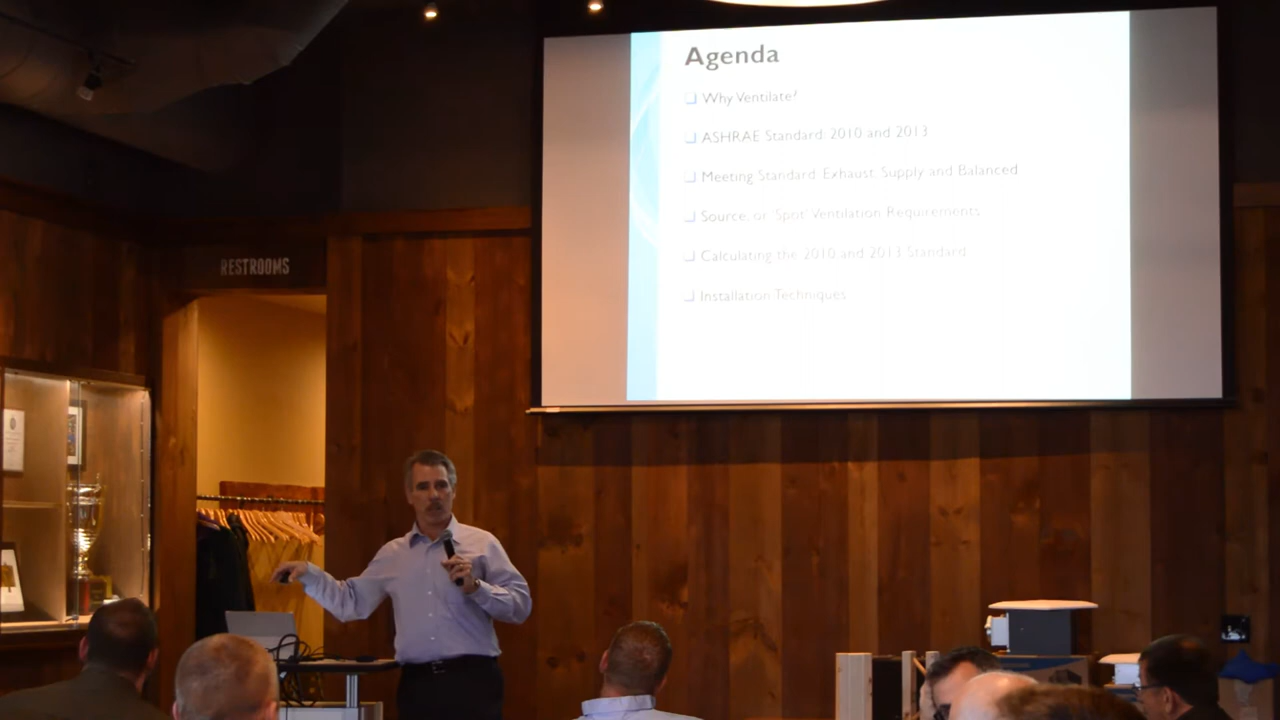 Agenda
Why Ventilate?
ASHRAE Standard: 2010 and 2013
Meeting Standard: Exhaust, Supply and Balanced
Source, or 'Spot' Ventilation Requirements
Calculating the 2010 and 2013 Standard
Installation Techniques
RESTROOMS